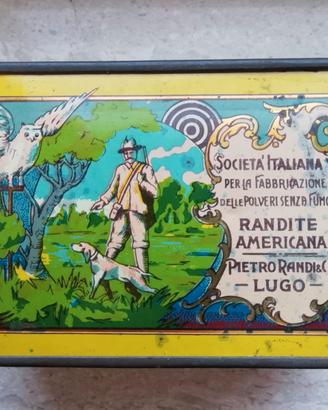 SOCIETA' ITALIANA
PER LA FABBRICAZIONE
DELLE POLVERI SENZA FUMO
RANDITE
AMERICANA
PIETRO RANDI & C
- LUGO -